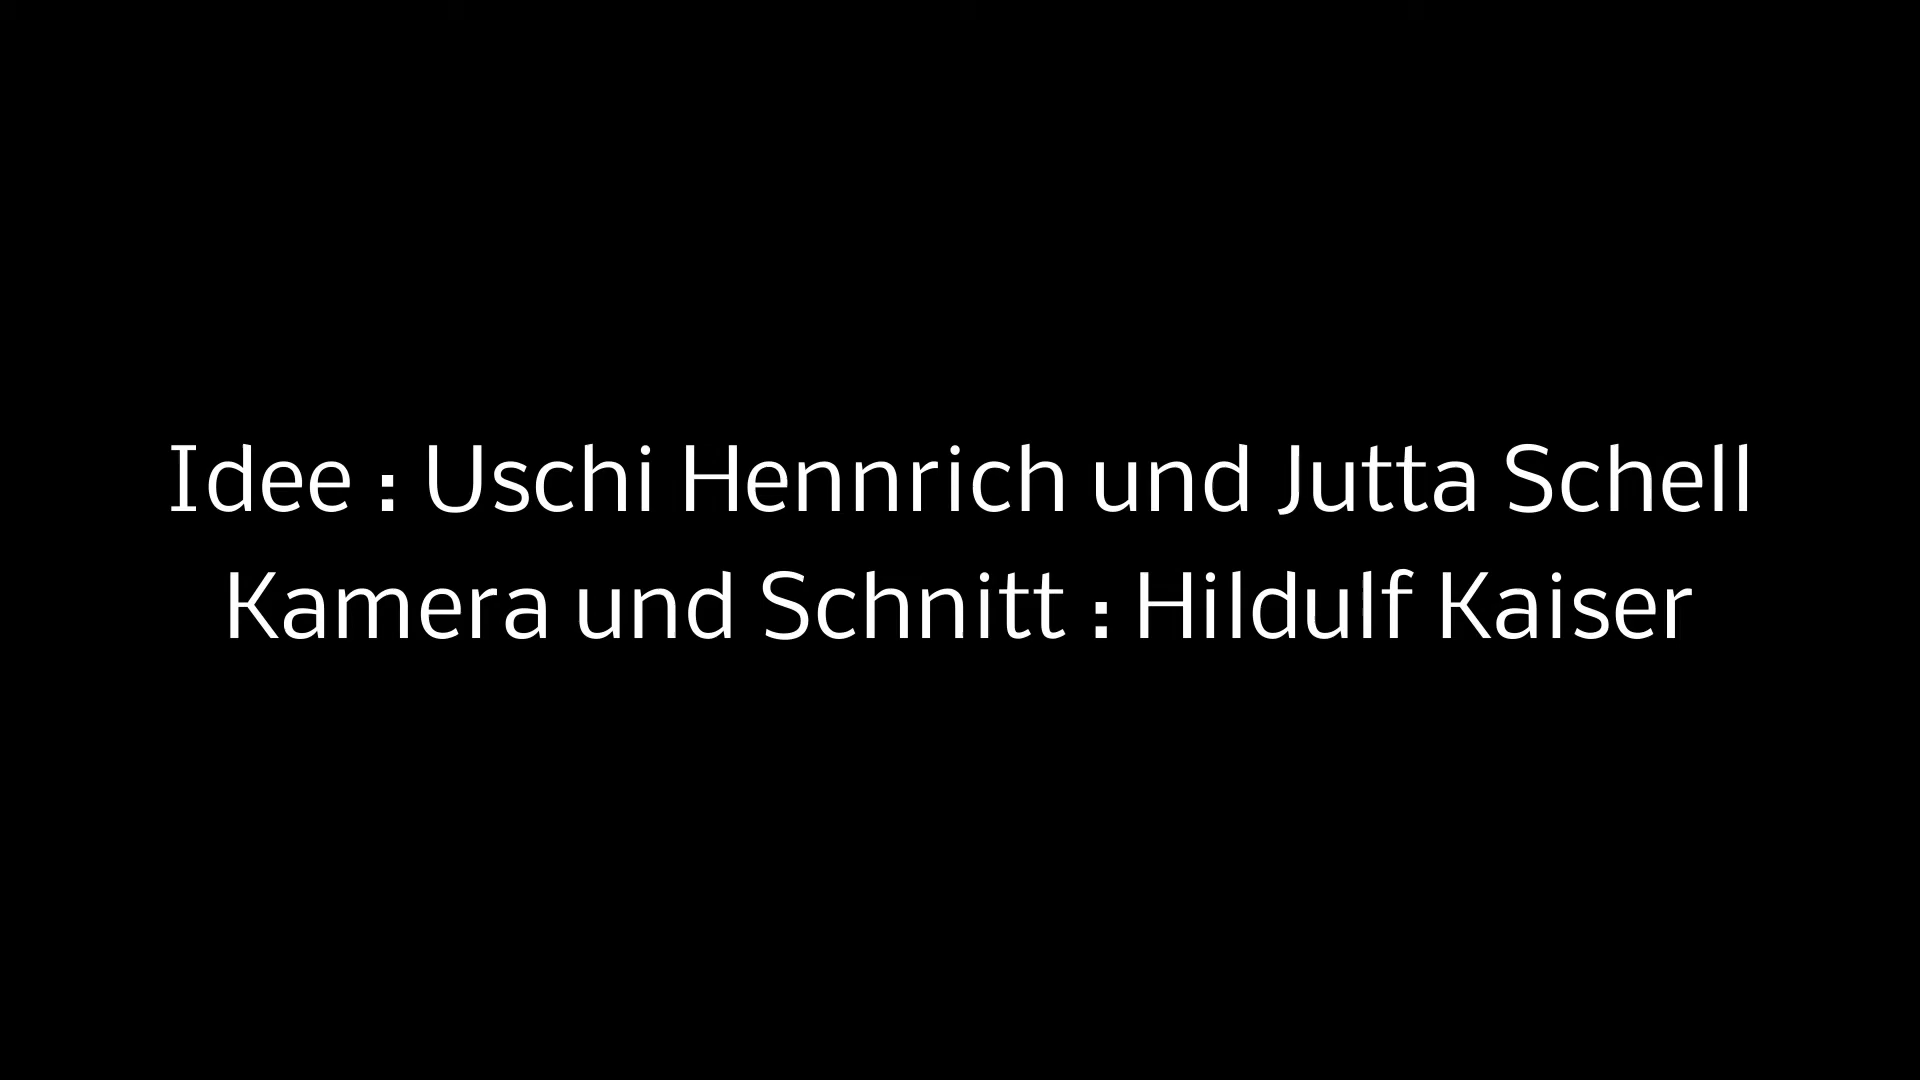 Idee : Uschi Hennrich und Jutta Schell
Kamera und Schnitt : Hildulf Kaiser